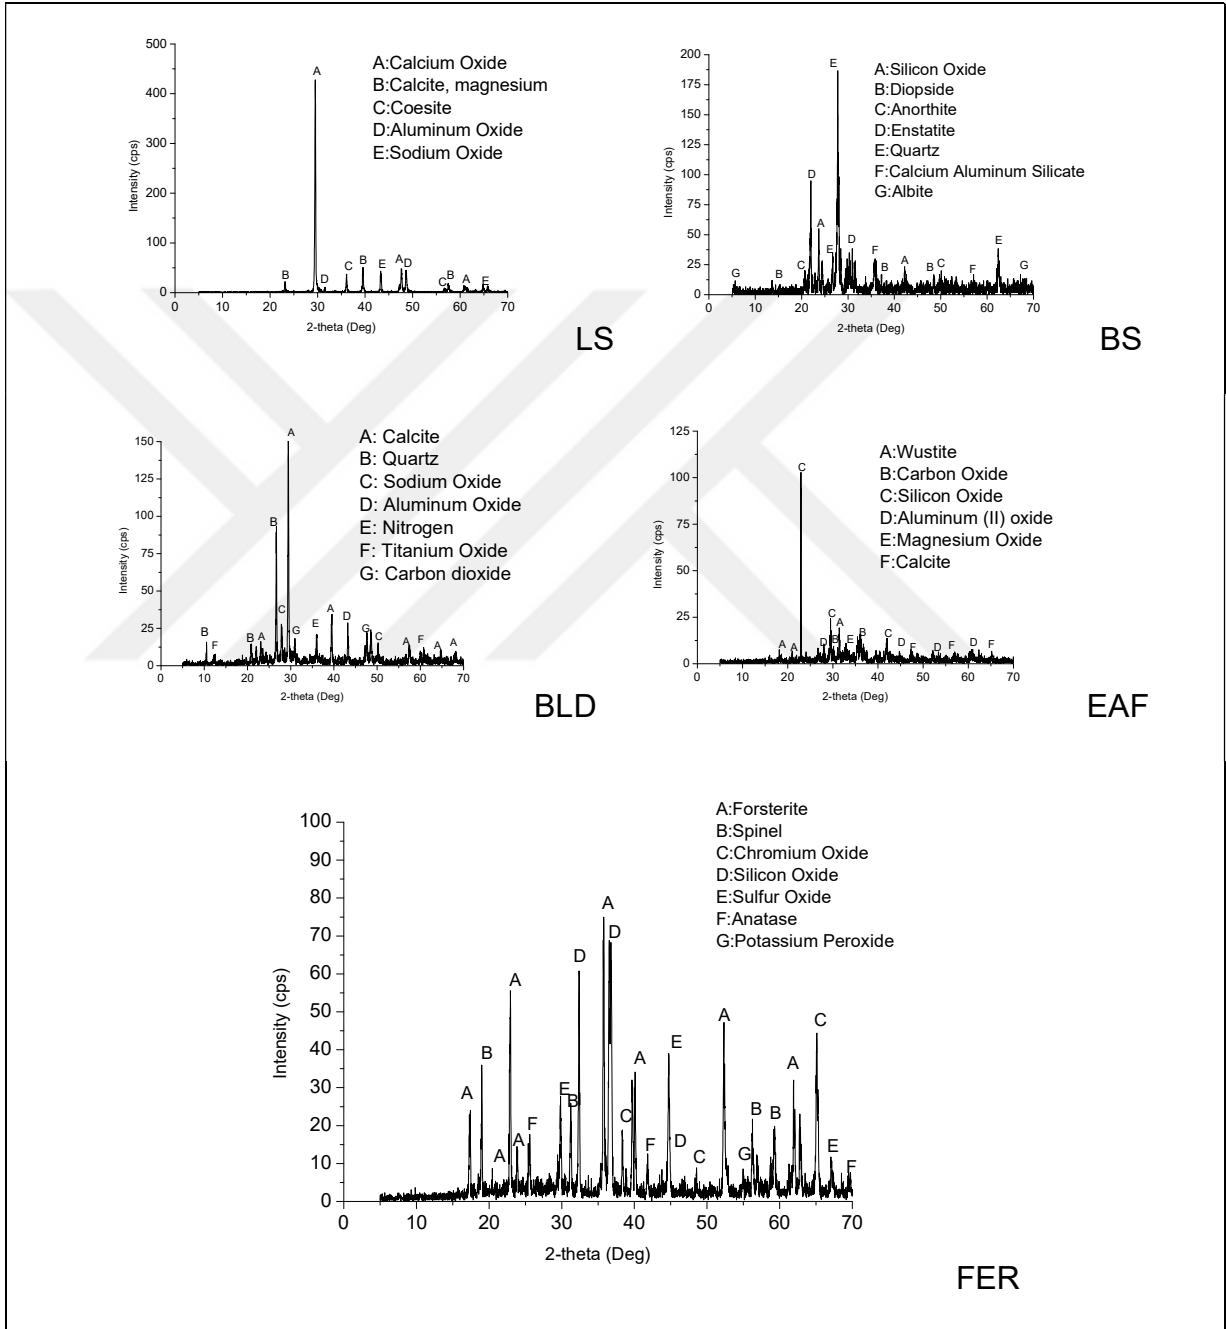 500
400
300
200
100
0
Intensity (cps)
0 10 20 30 40 50 60 70
2-theta (Deg)
A
B D C B E A D C B A E
A:Calcium Oxide
B:Calcite, magnesium
C:Coesite
D:Aluminum Oxide
E:Sodium Oxide
LS
200
175
150
125
100
75
50
25
0
Intensity (cps)
0 10 20 30 40 50 60 70
2-theta (Deg)
G B C D A E E D F B A B C F E G
A:Silicon Oxide
B:Diopside
C:Anorthite
D:Enstatite
E:Quartz
F:Calcium Aluminum Silicate
G:Albite
BS
150
125
100
75
50
25
0
Intensity (cps)
0 10 20 30 40 50 60 70
2-theta (Deg)
B F B A B C A G E A D G C A F A A
A: Calcite
B: Quartz
C: Sodium Oxide
D: Aluminum Oxide
E: Nitrogen
F: Titanium Oxide
G: Carbon dioxide
BLD
125
100
75
50
25
0
Intensity (cps)
0 10 20 30 40 50 60 70
2-theta (Deg)
A A C D C B A E B C D F D F D F
A:Wustite
B:Carbon Oxide
C:Silicon Oxide
D:Aluminum (II) oxide
E:Magnesium Oxide
F:Calcite
EAF
100
90
80
70
60
50
40
30
20
10
0
Intensity (cps)
0 10 20 30 40 50 60 70
2-theta (Deg)
A B A A A F E B D A D C A F E D C A G B B A C E F
A:Forsterite
B:Spinel
C:Chromium Oxide
D:Silicon Oxide
E:Sulfur Oxide
F:Anatase
G:Potassium Peroxide
FER